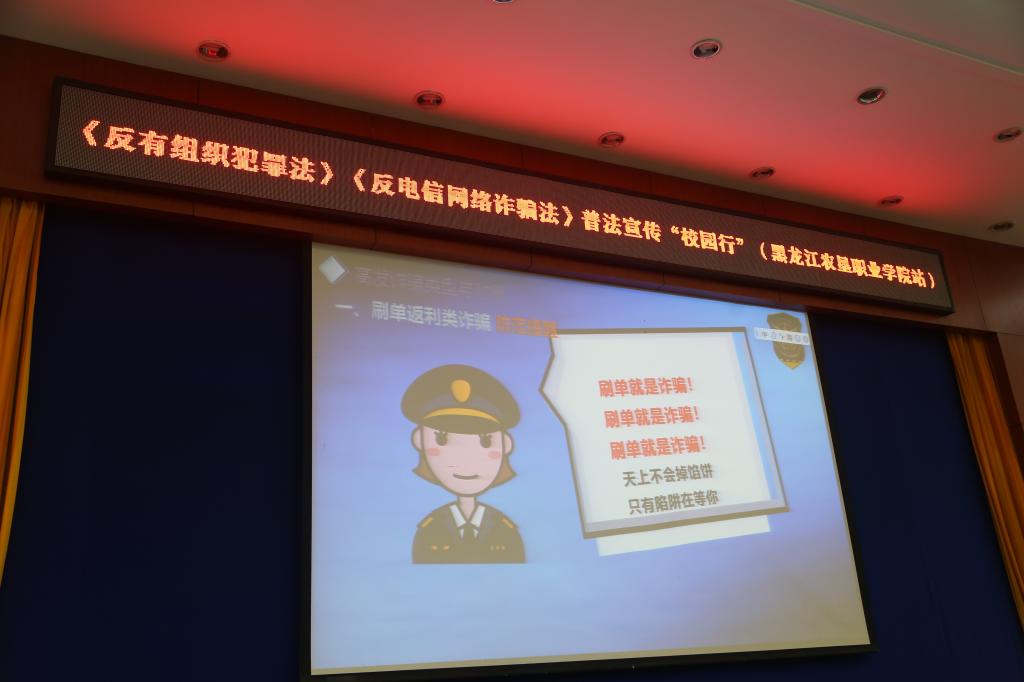 《反有组织犯罪法》《反电信网络诈骗法》普法宣传“校园行”（黑龙江农垦职业学院站）
一、刷单返利类诈骗
刷单就是诈骗！
刷单就是诈骗！
刷单就是诈骗！
天上不会掉馅饼
只有陷阱在等你